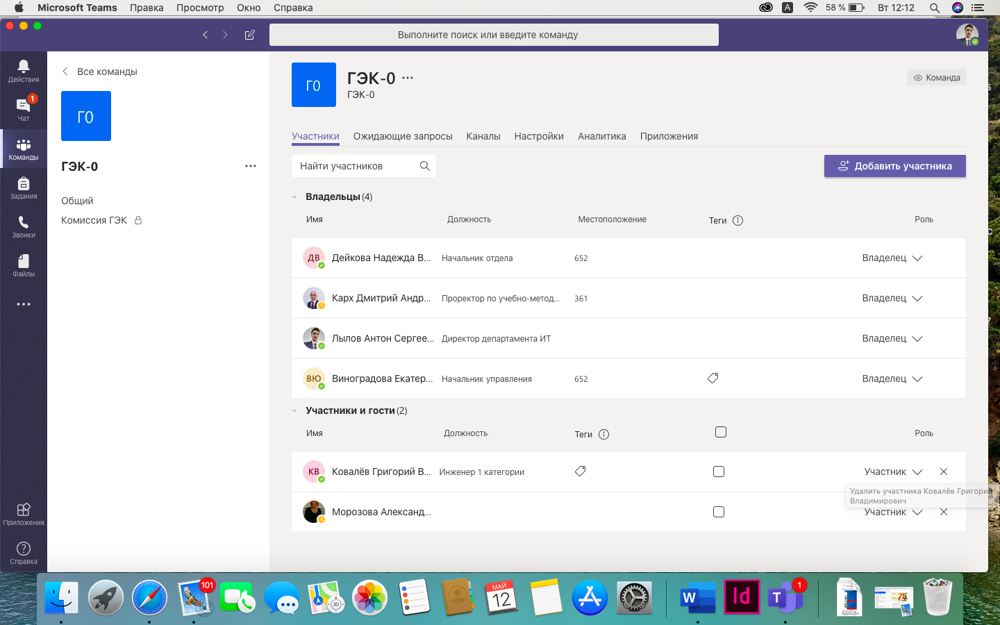 Microsoft Teams Правка Просмотр Окно Справка
A 58 % Вт 12:12
Выполните поиск или введите команду
Действия
1
Чат
Команды
Задания
Звонки
Файлы
Приложения
Справка
Все команды
Г0
ГЭК-0
Общий
Комиссия ГЭК
Г0
ГЭК-0
ГЭК-0
Команда
Участники Ожидающие запросы Каналы Настройки Аналитика Приложения
Найти участников
Добавить участника
Владельцы (4)
Имя Должность Местоположение Теги Роль
ДВ Дейкова Надежда В... Начальник отдела 652 Владелец
Карх Дмитрий Андр... Проректор по учебно-метод... 361 Владелец
Лылов Антон Сергее... Директор департамента ИТ Владелец
ВЮ Виноградова Екатер... Начальник управления 652 Владелец
Участники и гости (2)
Имя Должность Теги Роль
КВ Ковалёв Григорий В... Инженер 1 категории Участник
Удалить участника Ковалёв Григорий
Владимирович
Морозова Александ... Участник
101
3D
МАЙ
12
W
Id
T
1
DOCX